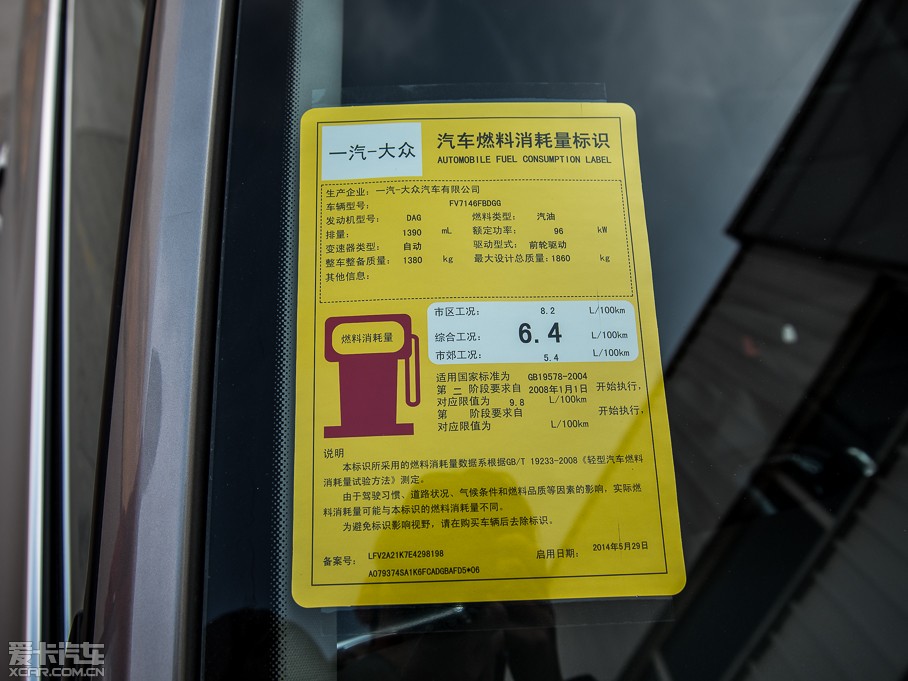 一汽-大众
汽车燃料消耗量标识
AUTOMOBILE FUEL CONSUMPTION LABEL
生产企业：一汽-大众汽车有限公司
车辆型号： FV7146FBDGG
发动机型号： DAG 燃料类型： 汽油
排量： 1390 mL 额定功率： 96 kW
变速器类型： 自动 驱动型式： 前轮驱动
整车整备质量： 1380 kg 最大设计总质量：1860 kg
其他信息：
燃料消耗量
市区工况： 8.2 L/100km
综合工况： 6.4 L/100km
市郊工况： 5.4 L/100km
适用国家标准为 GB19578-2004
第 二 阶段要求自 2008年1月1日 开始执行，
对应限值为 9.8 L/100km
第 阶段要求自 开始执行，
对应限值为 L/100km
说明
本标识所采用的燃料消耗量数据系根据GB/T 19233-2008《轻型汽车燃料
消耗量试验方法》测定。
由于驾驶习惯、道路状况、气候条件和燃料品质等因素的影响，实际燃
料消耗量可能与本标识的燃料消耗量不同。
为避免标识影响视野，请在购买车辆后去除标识。
备案号： LFV2A21K7E4298198 启用日期： 2014年5月29日
A079374SA1K6FCADGBAFD5*06
爱卡汽车
XCAR.COM.CN